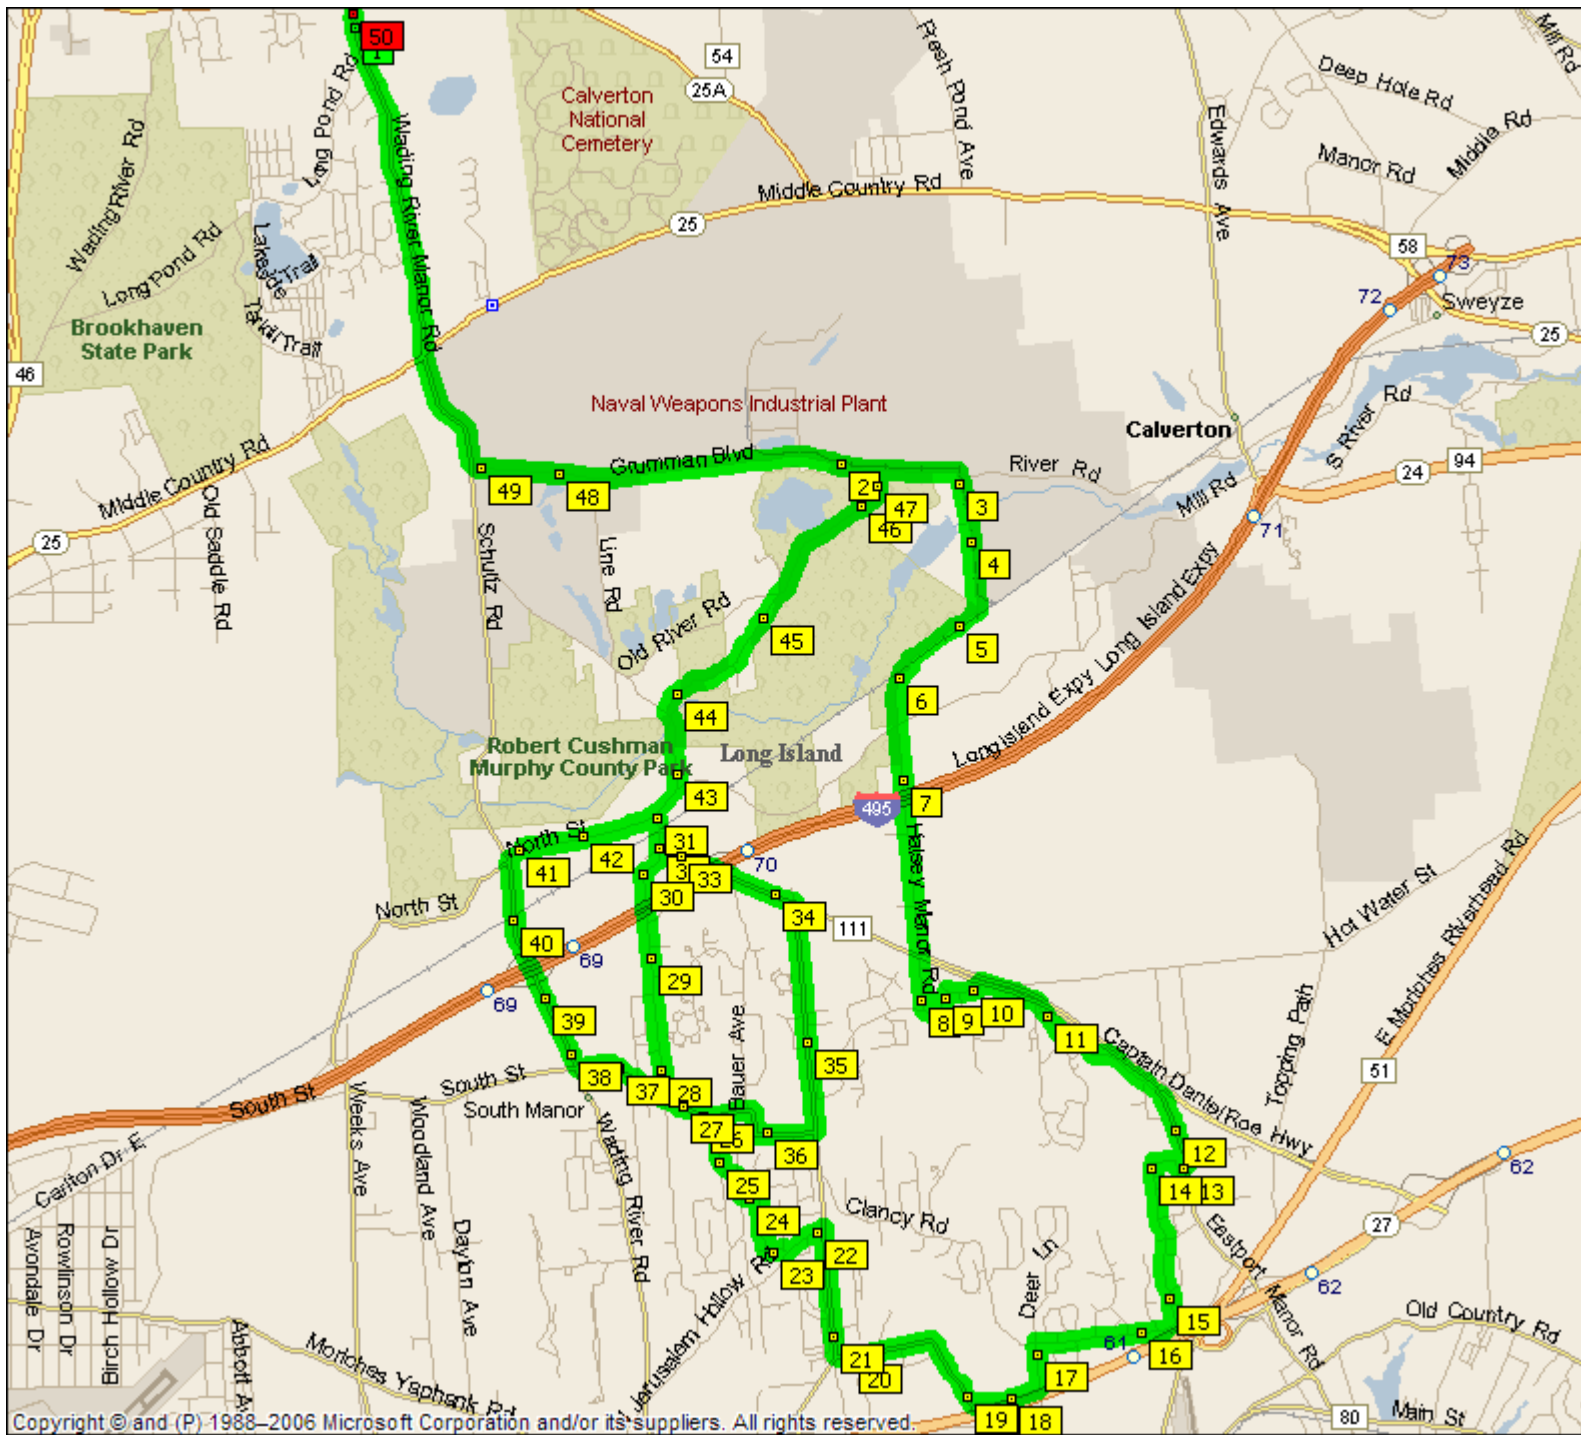 50
1
54
25A
Calverton
National
Cemetery
Fresh Pond Ave
Deep Hole Rd
Mill Rd
Middle Rd
Manor Rd
Edwards Ave
Long Pond Rd
Wading River Rd
Wading River Manor Rd
Middle Country Rd
25
Long Pond Rd
Lakeside Trail
Tarkill Trail
58
73
72
Sweyze
25
Brookhaven
State Park
46
Naval Weapons Industrial Plant
Calverton
S River Rd
Middle Country Rd
Old Saddle Rd
25
Grumman Blvd
River Rd
Mill Rd
24
94
71
49
48
2
47
46
3
4
Schultz Rd
Line Rd
Old River Rd
45
5
6
44
Robert Cushman
Murphy County Park
Long Island
Long Island Expy
Long Island Expy
43
7
495
North St
41
42
31
33
30
70
34
111
Halsey Manor Rd
North St
Hot Water St
E Moriches Riverhead Rd
40
69
69
29
39
8
9
10
11
35
Bauer Ave
Captain Daniel Roe Hwy
Topping Path
51
South St
South St
38
37
28
South Manor
27
26
36
12
13
14
62
Carlton Dr E
Weeks Ave
Woodland Ave
Dayton Ave
Wading River Rd
25
24
Clancy Rd
22
23
Deer Ln
Eastport Manor Rd
27
62
Avondale Dr
Rowlinson Dr
Birch Hollow Dr
Abbott Av
Moriches Yaphank Rd
Jerusalem Hollow Rd
15
16
61
17
21
20
19
18
Old Country Rd
80
Main St
Copyright © and (P) 1988–2006 Microsoft Corporation and/or its suppliers. All rights reserved.